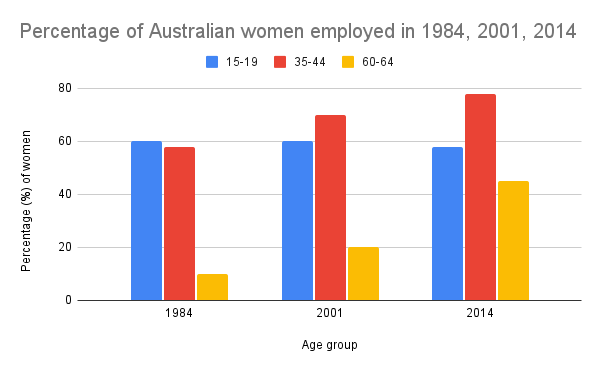 Percentage of Australian women employed in 1984, 2001, 2014
15-19 35-44 60-64
80
60
40
20
0
Percentage (%) of women
1984 2001 2014
Age group